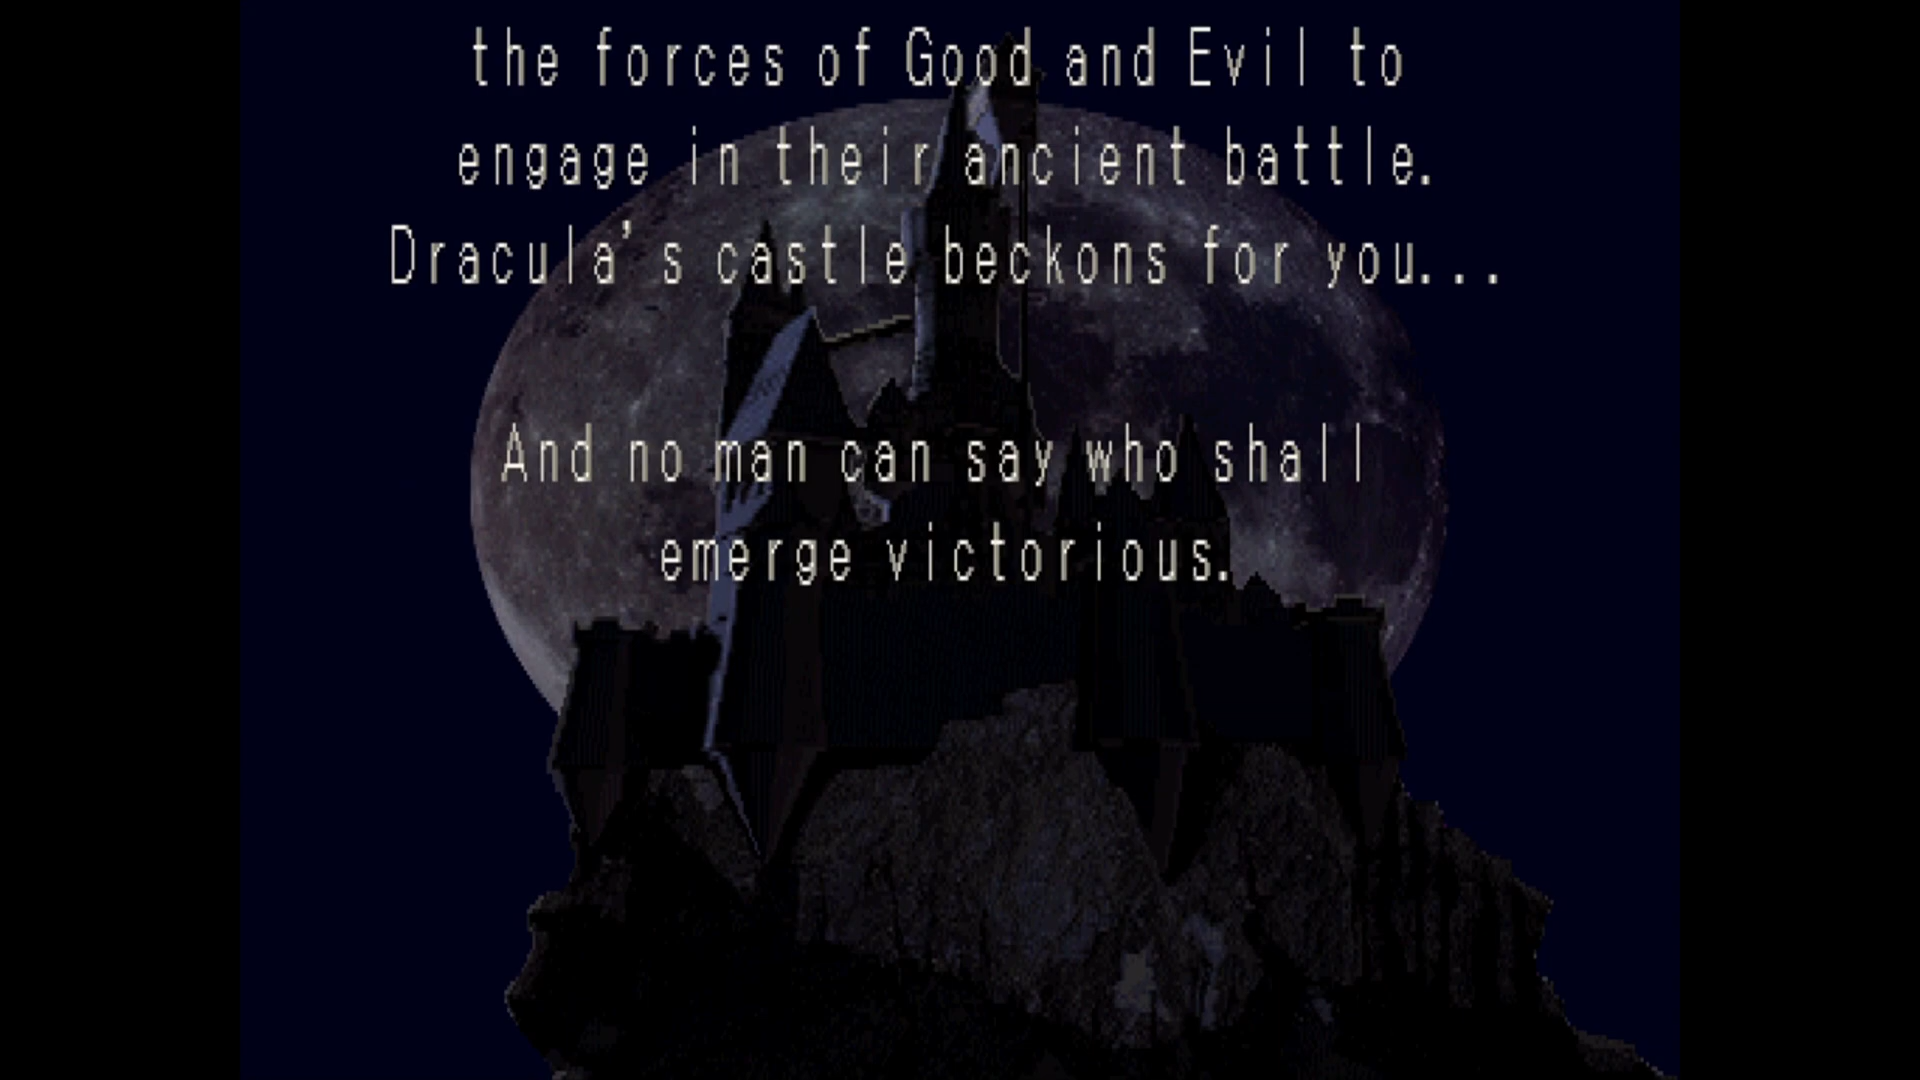 the forces of Good and Evil to
engage in their ancient battle.
Dracula's castle beckons for you...
And no man can say who shall
emerge victorious.